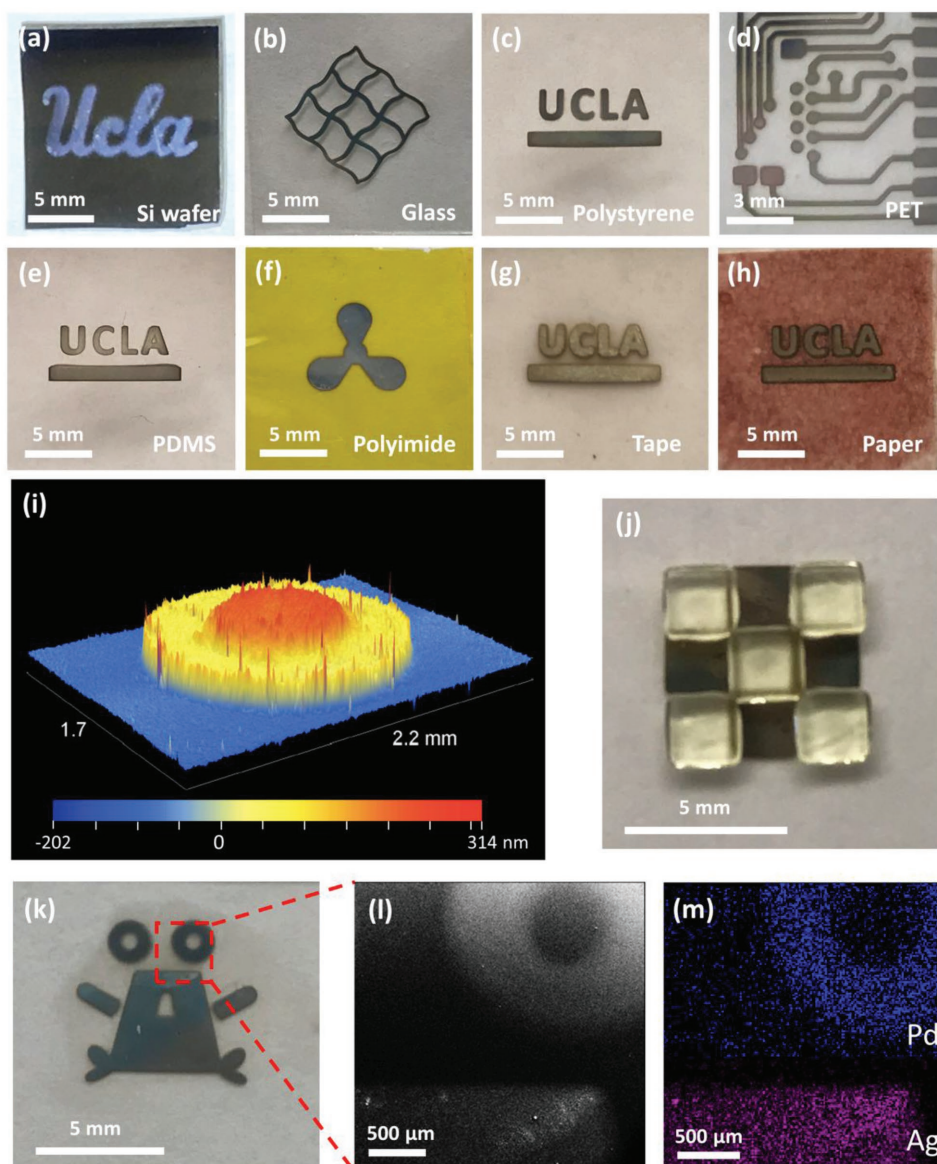 (a)
Ucla
5 mm
Si wafer
(b)
5 mm
Glass
(c)
UCLA
5 mm
Polystyrene
(d)
3 mm
PET
(e)
UCLA
5 mm
PDMS
(f)
5 mm
Polyimide
(g)
UCLA
5 mm
Tape
(h)
UCLA
5 mm
Paper
(i)
1.7
2.2 mm
-202
0
314 nm
(j)
5 mm
(k)
5 mm
(l)
500 µm
(m)
Pd
Ag
500 µm